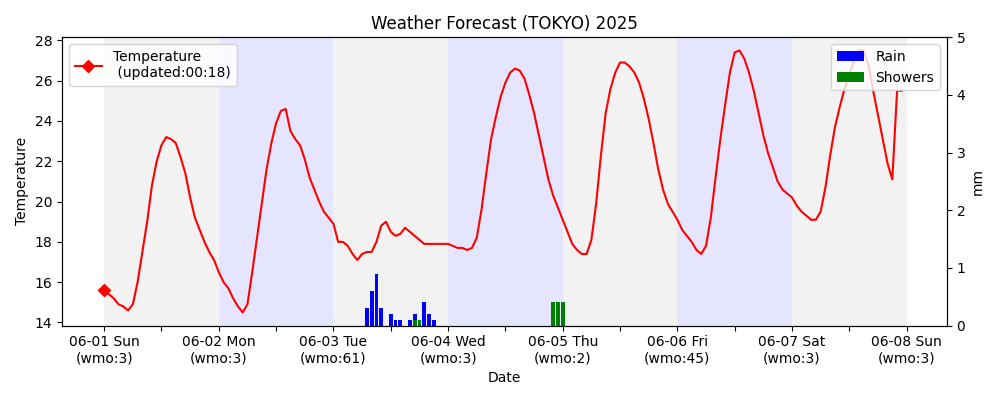 Weather Forecast (TOKYO) 2025
Temperature
(updated:00:18)
Rain
Showers
28
26
24
22
20
18
16
14
Temperature
5
4
3
2
1
0
mm
06-01 Sun
(wmo:3)
06-02 Mon
(wmo:3)
06-03 Tue
(wmo:61)
06-04 Wed
(wmo:3)
06-05 Thu
(wmo:2)
06-06 Fri
(wmo:45)
06-07 Sat
(wmo:3)
06-08 Sun
(wmo:3)
Date